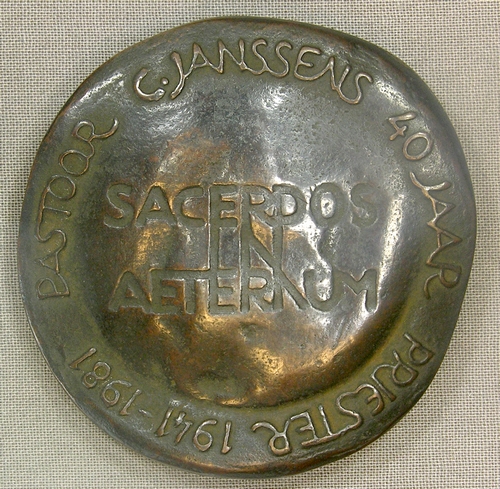 PASTOOR C. JANSSENS 40 JAAR PRIESTER 1941-1981
SACERDOS
IN
AETERNUM